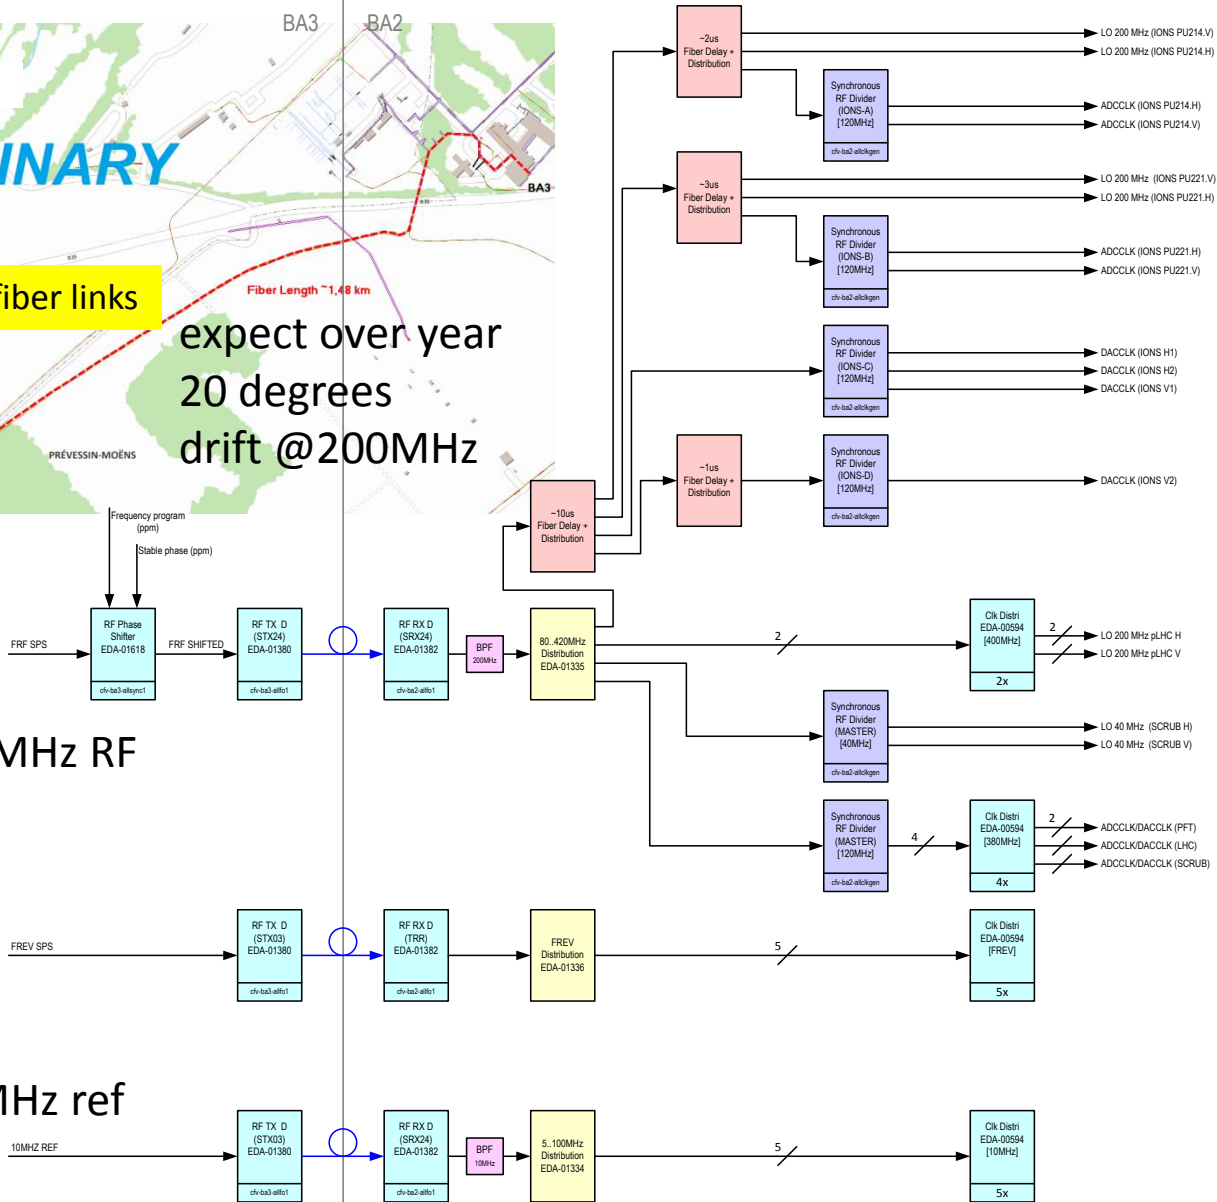 BA3
BA2
INARY
BA3
D35
fiber links
Fiber Length ~1,48 km
expect over year
20 degrees
drift @200MHz
PRÉVESSIN-MOËNS
~2us
Fiber Delay +
Distribution
LO 200 MHz (IONS PU214.V)
LO 200 MHz (IONS PU214.H)
Synchronous
RF Divider
(IONS-A)
[120MHz]
cfv-ba2-allclkgen
ADCCLK (IONS PU214.H)
ADCCLK (IONS PU214.V)
~3us
Fiber Delay +
Distribution
LO 200 MHz (IONS PU221.V)
LO 200 MHz (IONS PU221.H)
Synchronous
RF Divider
(IONS-B)
[120MHz]
cfv-ba2-allclkgen
ADCCLK (IONS PU221.H)
ADCCLK (IONS PU221.V)
Synchronous
RF Divider
(IONS-C)
[120MHz]
cfv-ba2-allclkgen
DACCLK (IONS H1)
DACCLK (IONS H2)
DACCLK (IONS V1)
~1us
Fiber Delay +
Distribution
Synchronous
RF Divider
(IONS-D)
[120MHz]
cfv-ba2-allclkgen
DACCLK (IONS V2)
~10us
Fiber Delay +
Distribution
Frequency program
(ppm)
Stable phase (ppm)
FRF SPS
RF Phase
Shifter
EDA-01618
cfv-ba3-allsync1
FRF SHIFTED
RF TX D
(STX24)
EDA-01380
cfv-ba3-allfo1
RF RX D
(SRX24)
EDA-01382
cfv-ba2-allfo1
BPF
200MHz
80..420MHz
Distribution
EDA-01335
2
Clk Distri
EDA-00594
[400MHz]
2x
2
LO 200 MHz pLHC H
LO 200 MHz pLHC V
MHz RF
Synchronous
RF Divider
(MASTER)
[40MHz]
cfv-ba2-allclkgen
LO 40 MHz (SCRUB H)
LO 40 MHz (SCRUB V)
Synchronous
RF Divider
(MASTER)
[120MHz]
cfv-ba2-allclkgen
4
Clk Distri
EDA-00594
[380MHz]
4x
2
ADCCLK/DACCLK (PFT)
ADCCLK/DACCLK (LHC)
ADCCLK/DACCLK (SCRUB)
FREV SPS
RF TX D
(STX03)
EDA-01380
cfv-ba3-allfo1
RF RX D
(TRR)
EDA-01382
cfv-ba2-allfo1
FREV
Distribution
EDA-01336
5
Clk Distri
EDA-00594
[FREV]
5x
MHz ref
10MHZ REF
RF TX D
(STX03)
EDA-01380
cfv-ba3-allfo1
RF RX D
(SRX24)
EDA-01382
cfv-ba2-allfo1
BPF
10MHz
5..100MHz
Distribution
EDA-01334
5
Clk Distri
EDA-00594
[10MHz]
5x